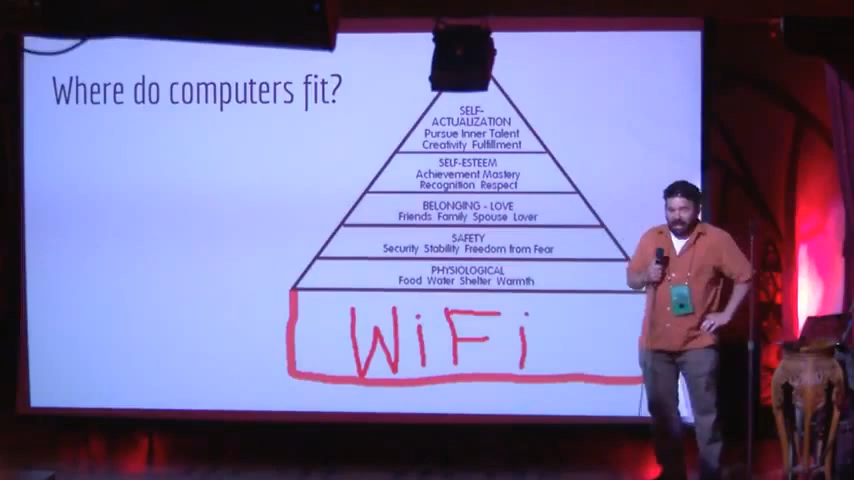 Where do computers fit?
SELF-
ACTUALIZATION
Pursue Inner Talent
Creativity Fulfillment
SELF-ESTEEM
Achievement Mastery
Recognition Respect
BELONGING - LOVE
Friends Family Spouse Lover
SAFETY
Security Stability Freedom from Fear
PHYSIOLOGICAL
Food Water Shelter Warmth
WiFi